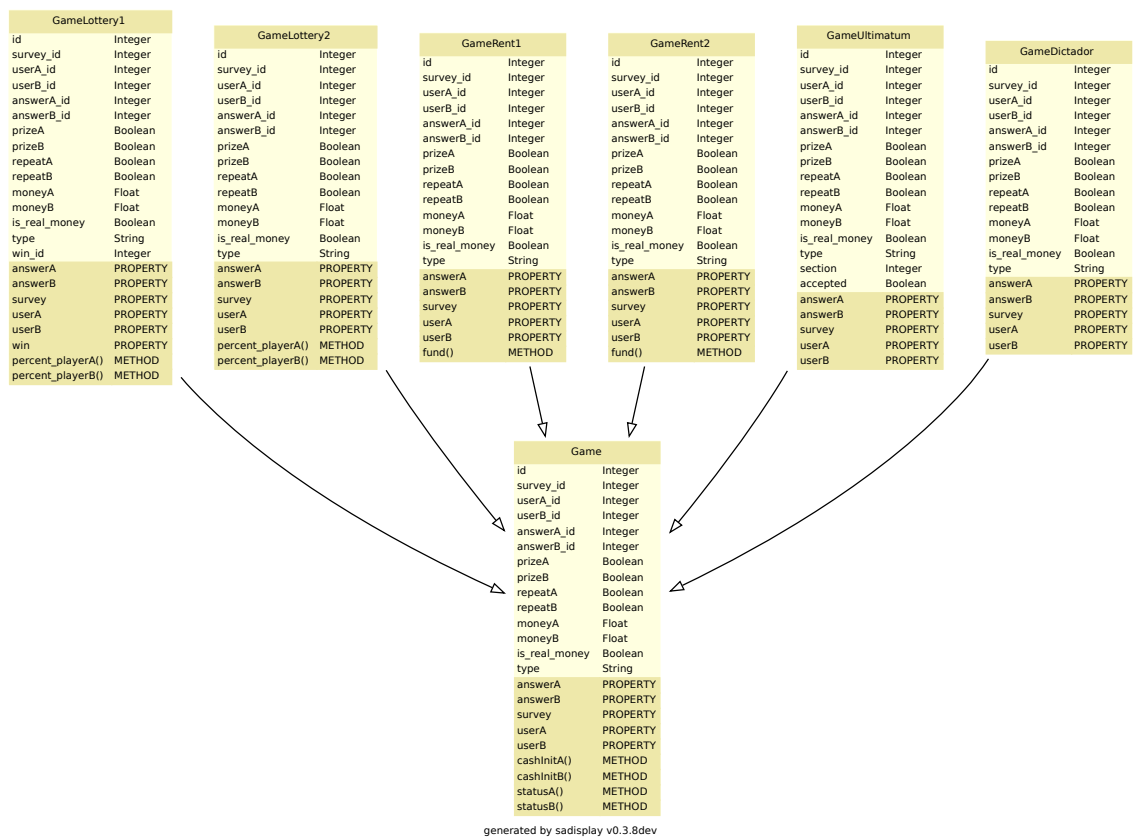 GameLottery1
id Integer
survey_id Integer
userA_id Integer
userB_id Integer
answerA_id Integer
answerB_id Integer
prizeA Boolean
prizeB Boolean
repeatA Boolean
repeatB Boolean
moneyA Float
moneyB Float
is_real_money Boolean
type String
win_id Integer
answerA PROPERTY
answerB PROPERTY
survey PROPERTY
userA PROPERTY
userB PROPERTY
win PROPERTY
percent_playerA() METHOD
percent_playerB() METHOD
GameLottery2
id Integer
survey_id Integer
userA_id Integer
userB_id Integer
answerA_id Integer
answerB_id Integer
prizeA Boolean
prizeB Boolean
repeatA Boolean
repeatB Boolean
moneyA Float
moneyB Float
is_real_money Boolean
type String
answerA PROPERTY
answerB PROPERTY
survey PROPERTY
userA PROPERTY
userB PROPERTY
percent_playerA() METHOD
percent_playerB() METHOD
GameRent1
id Integer
survey_id Integer
userA_id Integer
userB_id Integer
answerA_id Integer
answerB_id Integer
prizeA Boolean
prizeB Boolean
repeatA Boolean
repeatB Boolean
moneyA Float
moneyB Float
is_real_money Boolean
type String
answerA PROPERTY
answerB PROPERTY
survey PROPERTY
userA PROPERTY
userB PROPERTY
fund() METHOD
GameRent2
id Integer
survey_id Integer
userA_id Integer
userB_id Integer
answerA_id Integer
answerB_id Integer
prizeA Boolean
prizeB Boolean
repeatA Boolean
repeatB Boolean
moneyA Float
moneyB Float
is_real_money Boolean
type String
answerA PROPERTY
answerB PROPERTY
survey PROPERTY
userA PROPERTY
userB PROPERTY
fund() METHOD
GameUltimatum
id Integer
survey_id Integer
userA_id Integer
userB_id Integer
answerA_id Integer
answerB_id Integer
prizeA Boolean
prizeB Boolean
repeatA Boolean
repeatB Boolean
moneyA Float
moneyB Float
is_real_money Boolean
type String
section Integer
accepted Boolean
answerA PROPERTY
answerB PROPERTY
survey PROPERTY
userA PROPERTY
userB PROPERTY
GameDictador
id Integer
survey_id Integer
userA_id Integer
userB_id Integer
answerA_id Integer
answerB_id Integer
prizeA Boolean
prizeB Boolean
repeatA Boolean
repeatB Boolean
moneyA Float
moneyB Float
is_real_money Boolean
type String
answerA PROPERTY
answerB PROPERTY
survey PROPERTY
userA PROPERTY
userB PROPERTY
Game
id Integer
survey_id Integer
userA_id Integer
userB_id Integer
answerA_id Integer
answerB_id Integer
prizeA Boolean
prizeB Boolean
repeatA Boolean
repeatB Boolean
moneyA Float
moneyB Float
is_real_money Boolean
type String
answerA PROPERTY
answerB PROPERTY
survey PROPERTY
userA PROPERTY
userB PROPERTY
cashInitA() METHOD
cashInitB() METHOD
statusA() METHOD
statusB() METHOD
generated by sadisplay v0.3.8dev